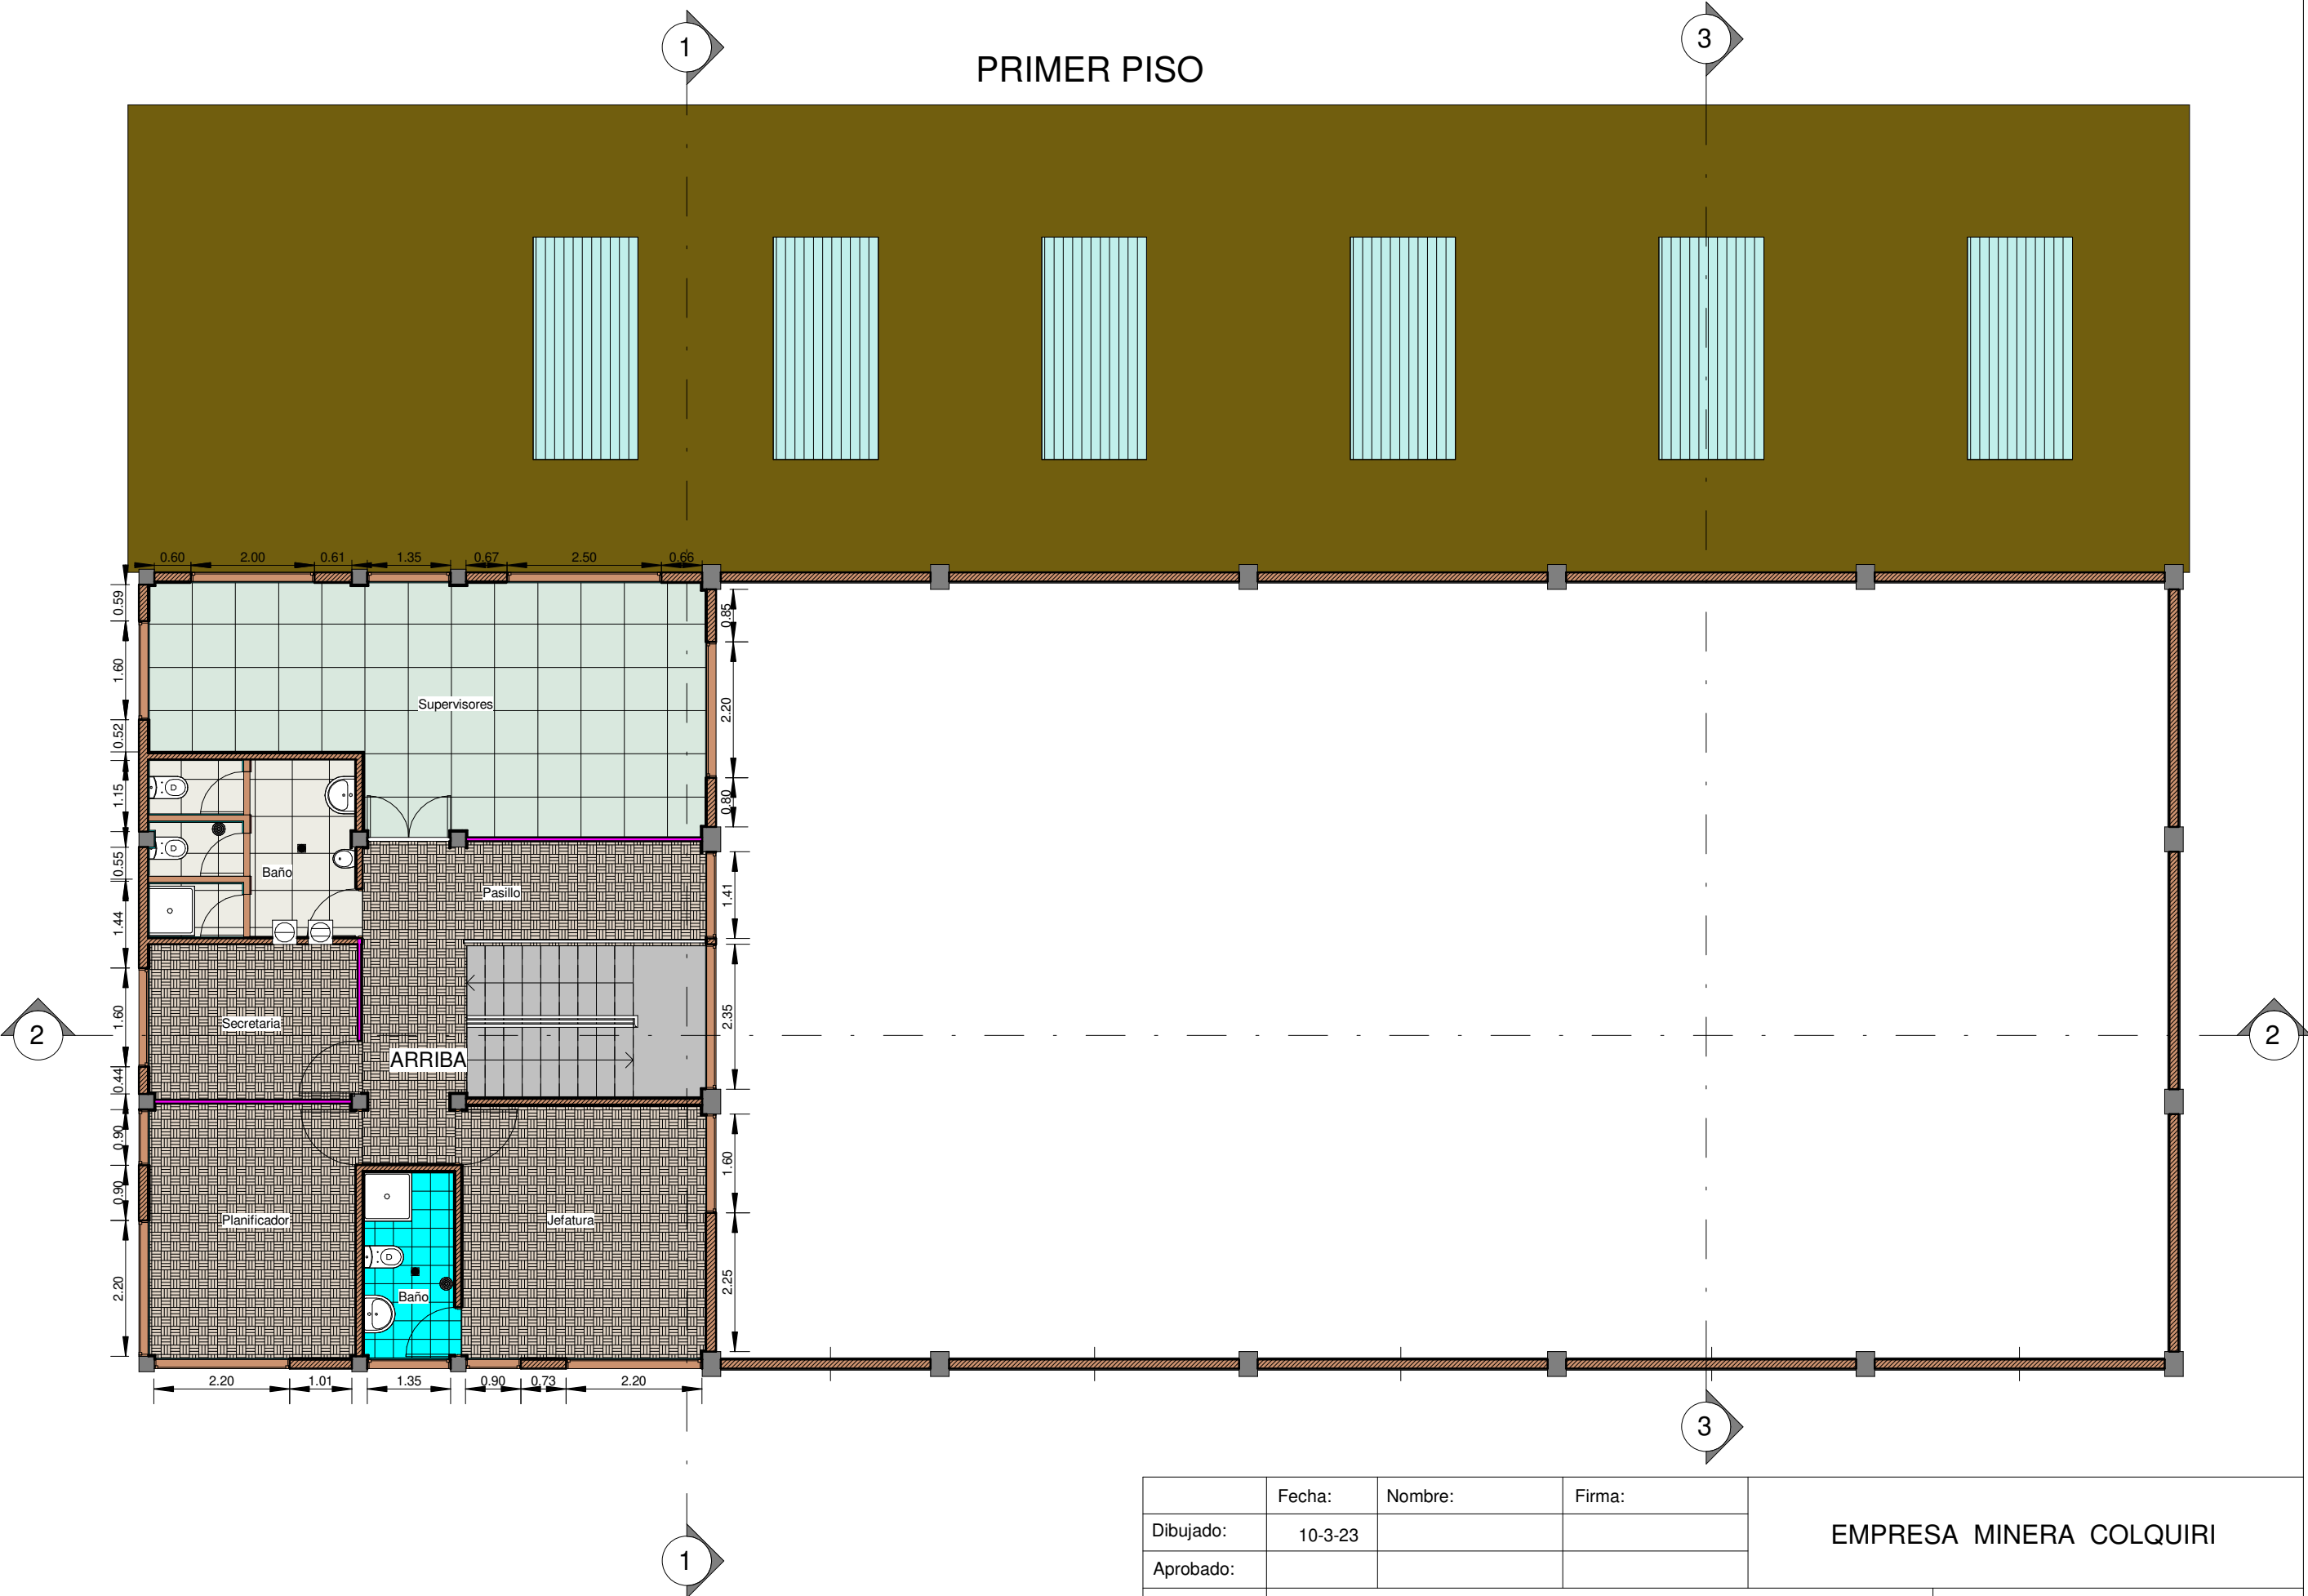 1
3
PRIMER PISO
0.60 2.00 0.61 1.35 0.67 2.50 0.66
0.59
0.85
1.60
2.20
Supervisores
0.52
1.15
0.80
0.55
Baño
Pasillo
1.41
1.44
1.60
Secretaria
2.35
2
2
ARRIBA
0.44
0.90
1.60
0.90
Planificador
Jefatura
2.20
Baño
2.25
2.20 1.01 1.35 0.90 0.73 2.20
3
1
Fecha: Nombre: Firma:
Dibujado: 10-3-23
EMPRESA MINERA COLQUIRI
Aprobado: